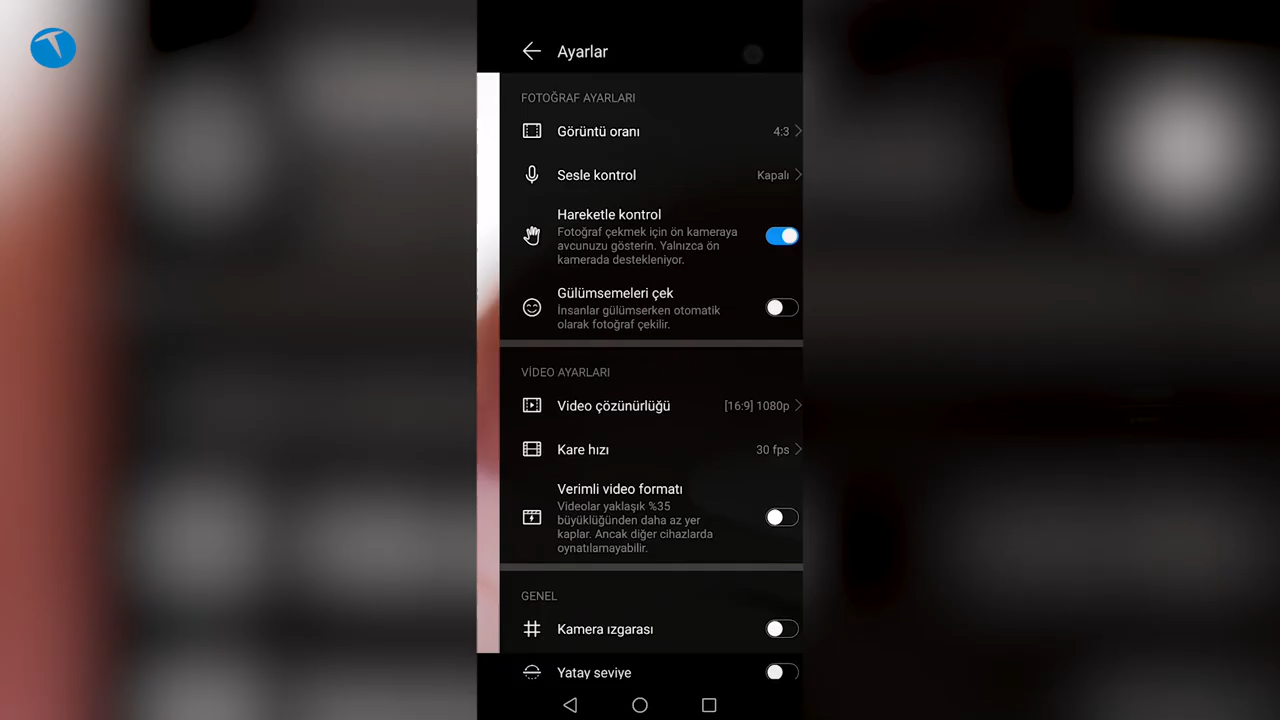 Ayarlar
FOTOĞRAF AYARLARI
Görüntü oranı 4:3
Sesle kontrol Kapalı
Hareketle kontrol
Fotoğraf çekmek için ön kameraya
avcunuzu gösterin. Yalnızca ön
kamerada destekleniyor.
Gülümsemeleri çek
İnsanlar gülümserken otomatik
olarak fotoğraf çekilir.
VİDEO AYARLARI
Video çözünürlüğü [16:9] 1080p
Kare hızı 30 fps
Verimli video formatı
Videolar yaklaşık %35
büyüklüğünden daha az yer
kaplar. Ancak diğer cihazlarda
oynatılamayabilir.
GENEL
Kamera ızgarası
Yatay seviye